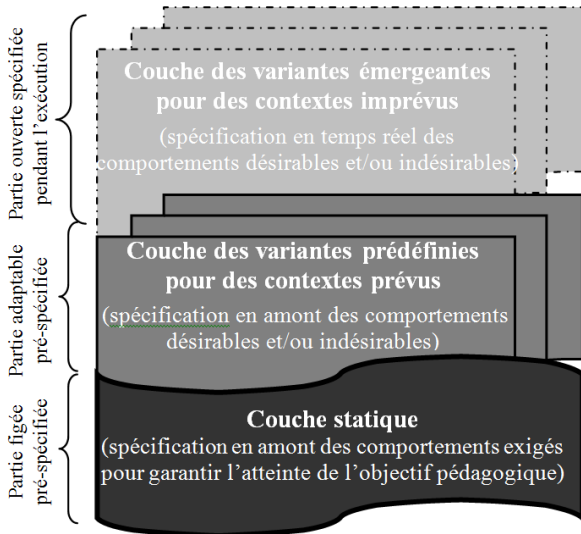 Partie ouverte spécifiée
pendant l'exécution
Couche des variantes émergeantes
pour des contextes imprévus
(spécification en temps réel des
comportements désirables et/ou indésirables)
Partie adaptable
pré-spécifiée
Couche des variantes prédéfinies
pour des contextes prévus
(spécification en amont des comportements
désirables et/ou indésirables)
Partie figée
pré-spécifiée
Couche statique
(spécification en amont des comportements exigés
pour garantir l'atteinte de l'objectif pédagogique)